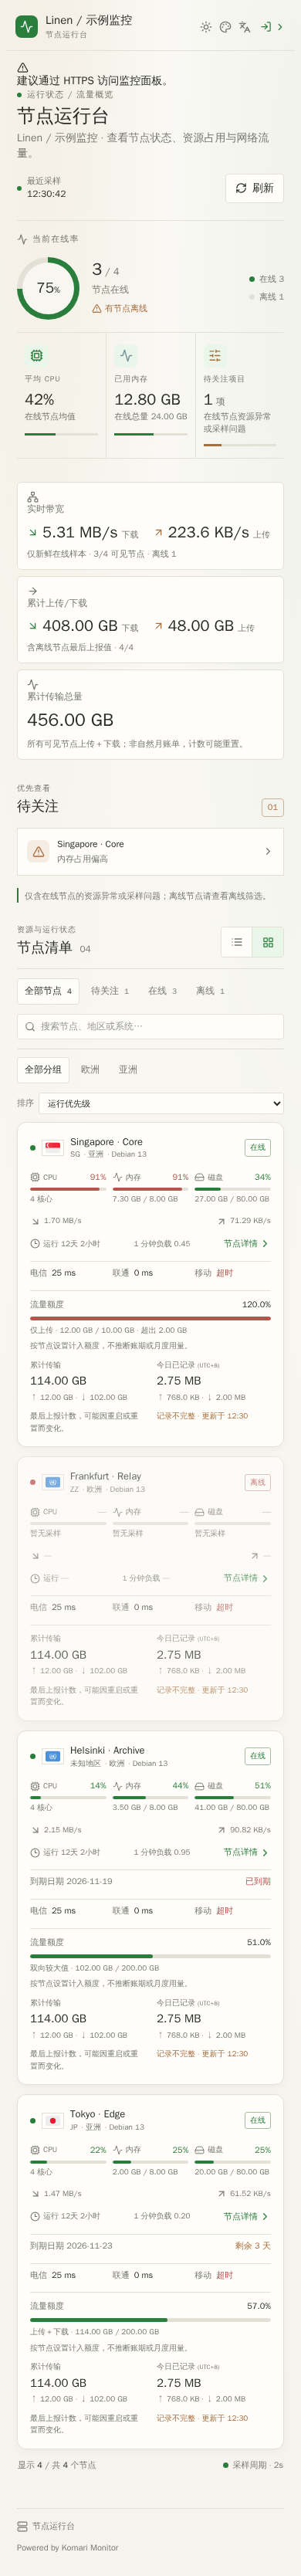 Linen / 示例监控
节点运行台
建议通过 HTTPS 访问监控面板。
运行状态 / 流量概览
节点运行台
Linen / 示例监控 · 查看节点状态、资源占用与网络流量。
最近采样
12:30:42
刷新
当前在线率
75%
3 / 4
节点在线
有节点离线
在线 3
离线 1
平均 CPU
42%
在线节点均值
已用内存
12.80 GB
在线总量 24.00 GB
待关注项目
1 项
在线节点资源异常或采样问题
实时带宽
5.31 MB/s 下载 223.6 KB/s 上传
仅新鲜在线样本 · 3/4 可见节点 · 离线 1
累计上传/下载
408.00 GB 下载 48.00 GB 上传
含离线节点最后上报值 · 4/4
累计传输总量
456.00 GB
所有可见节点上传 + 下载；非自然月账单，计数可能重置。
优先查看
待关注
01
Singapore · Core
内存占用偏高
仅含在线节点的资源异常或采样问题；离线节点请查看离线筛选。
资源与运行状态
节点清单 04
全部节点 4 待关注 1 在线 3 离线 1
搜索节点、地区或系统…
全部分组 欧洲 亚洲
排序 运行优先级
Singapore · Core
SG · 亚洲 · Debian 13
在线
CPU 91% 内存 91% 磁盘 34%
4 核心 7.30 GB / 8.00 GB 27.00 GB / 80.00 GB
↘ 1.70 MB/s ↗ 71.29 KB/s
运行 12天 2小时 1 分钟负载 0.45 节点详情
电信 25 ms 联通 0 ms 移动 超时
流量额度 120.0%
仅上传 · 12.00 GB / 10.00 GB · 超出 2.00 GB
按节点设置计入额度，不推断账期或月度用量。
累计传输 今日已记录 (UTC+8)
114.00 GB 2.75 MB
↑ 12.00 GB · ↓ 102.00 GB ↑ 768.0 KB · ↓ 2.00 MB
最后上报计数，可能因重启或重置而变化。
记录不完整 · 更新于 12:30
Frankfurt · Relay
ZZ · 欧洲 · Debian 13
离线
CPU — 内存 — 磁盘 —
暂无采样 暂无采样 暂无采样
↘ — ↗ —
运行 — 1 分钟负载 — 节点详情
电信 25 ms 联通 0 ms 移动 超时
累计传输 今日已记录 (UTC+8)
114.00 GB 2.75 MB
↑ 12.00 GB · ↓ 102.00 GB ↑ 768.0 KB · ↓ 2.00 MB
最后上报计数，可能因重启或重置而变化。
记录不完整 · 更新于 12:30
Helsinki · Archive
未知地区 · 欧洲 · Debian 13
在线
CPU 14% 内存 44% 磁盘 51%
4 核心 3.50 GB / 8.00 GB 41.00 GB / 80.00 GB
↘ 2.15 MB/s ↗ 90.82 KB/s
运行 12天 2小时 1 分钟负载 0.95 节点详情
到期日期 2026-11-19 已到期
电信 25 ms 联通 0 ms 移动 超时
流量额度 51.0%
双向较大值 · 102.00 GB / 200.00 GB
按节点设置计入额度，不推断账期或月度用量。
累计传输 今日已记录 (UTC+8)
114.00 GB 2.75 MB
↑ 12.00 GB · ↓ 102.00 GB ↑ 768.0 KB · ↓ 2.00 MB
最后上报计数，可能因重启或重置而变化。
记录不完整 · 更新于 12:30
Tokyo · Edge
JP · 亚洲 · Debian 13
在线
CPU 22% 内存 25% 磁盘 25%
4 核心 2.00 GB / 8.00 GB 20.00 GB / 80.00 GB
↘ 1.47 MB/s ↗ 61.52 KB/s
运行 12天 2小时 1 分钟负载 0.20 节点详情
到期日期 2026-11-23 剩余 3 天
电信 25 ms 联通 0 ms 移动 超时
流量额度 57.0%
上传 + 下载 · 114.00 GB / 200.00 GB
按节点设置计入额度，不推断账期或月度用量。
累计传输 今日已记录 (UTC+8)
114.00 GB 2.75 MB
↑ 12.00 GB · ↓ 102.00 GB ↑ 768.0 KB · ↓ 2.00 MB
最后上报计数，可能因重启或重置而变化。
记录不完整 · 更新于 12:30
显示 4 / 共 4 个节点 采样周期 · 2s
节点运行台
Powered by Komari Monitor